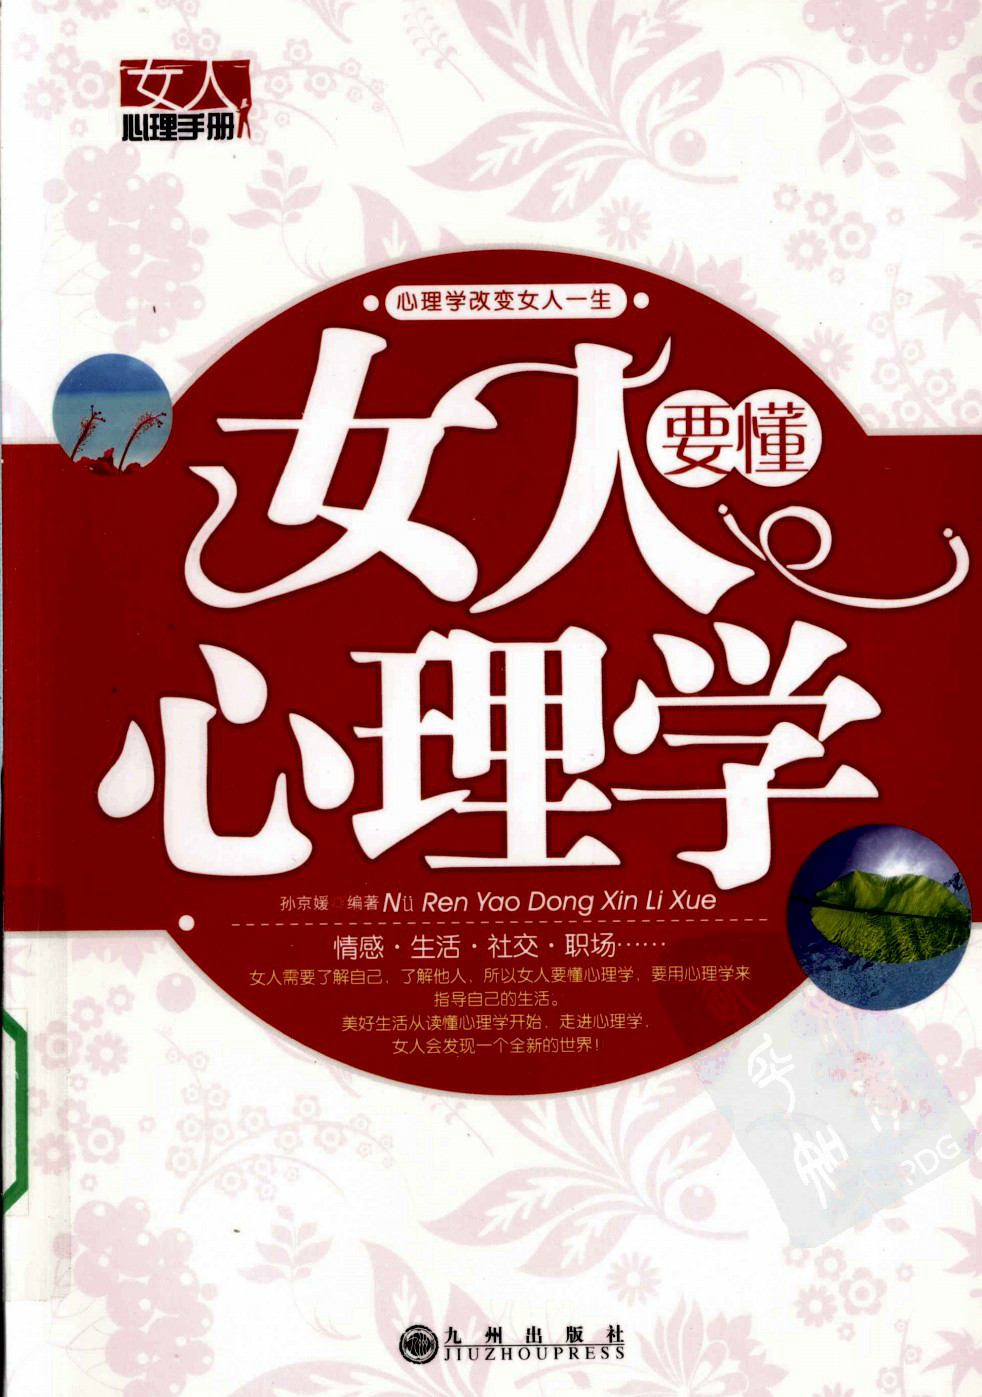 女人
心理手册
心理学改变女人一生
女人要懂
心理学
孙京媛 编著 Nü Ren Yao Dong Xin Li Xue
情感·生活·社交·职场……
女人需要了解自己，了解他人，所以女人要懂心理学，要用心理学来
指导自己的生活。
美好生活从读懂心理学开始，走进心理学，
女人会发现一个全新的世界！
PDG
九州出版社
JIUZHOUPRESS